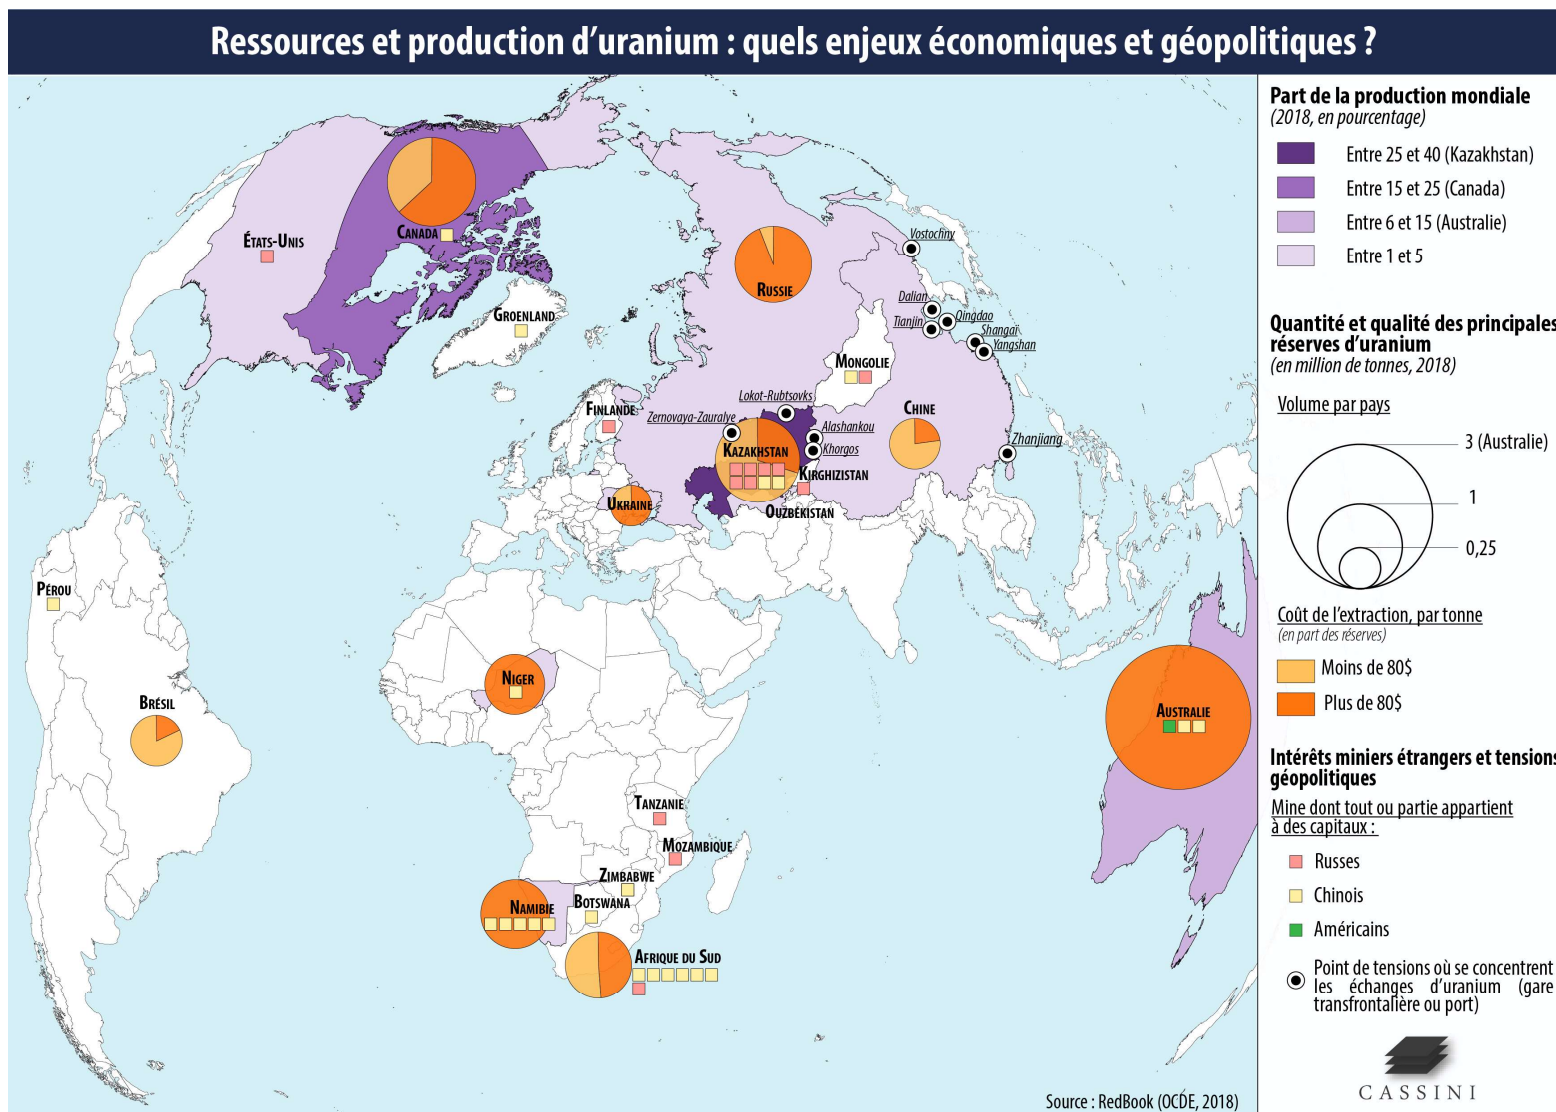 Ressources et production d'uranium : quels enjeux économiques et géopolitiques ?
Part de la production mondiale
(2018, en pourcentage)
Entre 25 et 40 (Kazakhstan)
Entre 15 et 25 (Canada)
Entre 6 et 15 (Australie)
Entre 1 et 5
Quantité et qualité des principales
réserves d'uranium
(en million de tonnes, 2018)
Volume par pays
3 (Australie)
1
0,25
Coût de l'extraction, par tonne
(en part des réserves)
Moins de 80$
Plus de 80$
Intérêts miniers étrangers et tensions
géopolitiques
Mine dont tout ou partie appartient
à des capitaux :
Russes
Chinois
Américains
Point de tensions où se concentrent
les échanges d'uranium (gare
transfrontalière ou port)
CASSINI
ÉTATS-UNIS
CANADA
GROENLAND
RUSSIE
Vostochny
Dalian
Tianjin
Qingdao
Shangaï
Yangshan
MONGOLIE
FINLANDE
Lokot-Rubtsovks
Zernovaya-Zauralye
Alashankou
Khorgos
CHINE
Zhanjiang
KAZAKHSTAN
KIRGHIZISTAN
OUZBÉKISTAN
UKRAINE
PÉROU
BRÉSIL
NIGER
AUSTRALIE
TANZANIE
MOZAMBIQUE
ZIMBABWE
BOTSWANA
NAMIBIE
AFRIQUE DU SUD
Source : RedBook (OCDE, 2018)